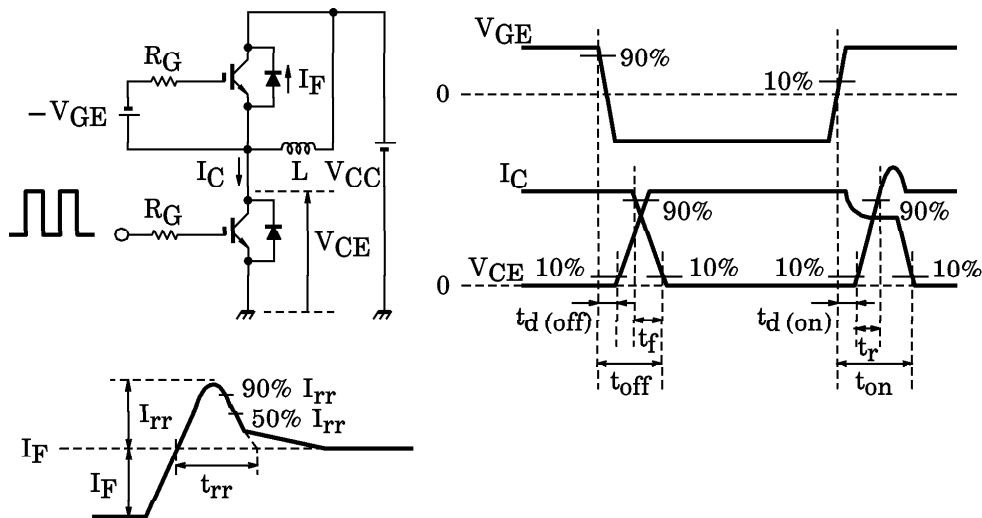 RG
IF
−VGE
IC
L
VCC
RG
VCE
VGE
90%
10%
0
IC
90%
90%
VCE
10%
10%
10%
10%
0
td (off)
tf
toff
td (on)
tr
ton
Irr
90% Irr
50% Irr
IF
IF
trr